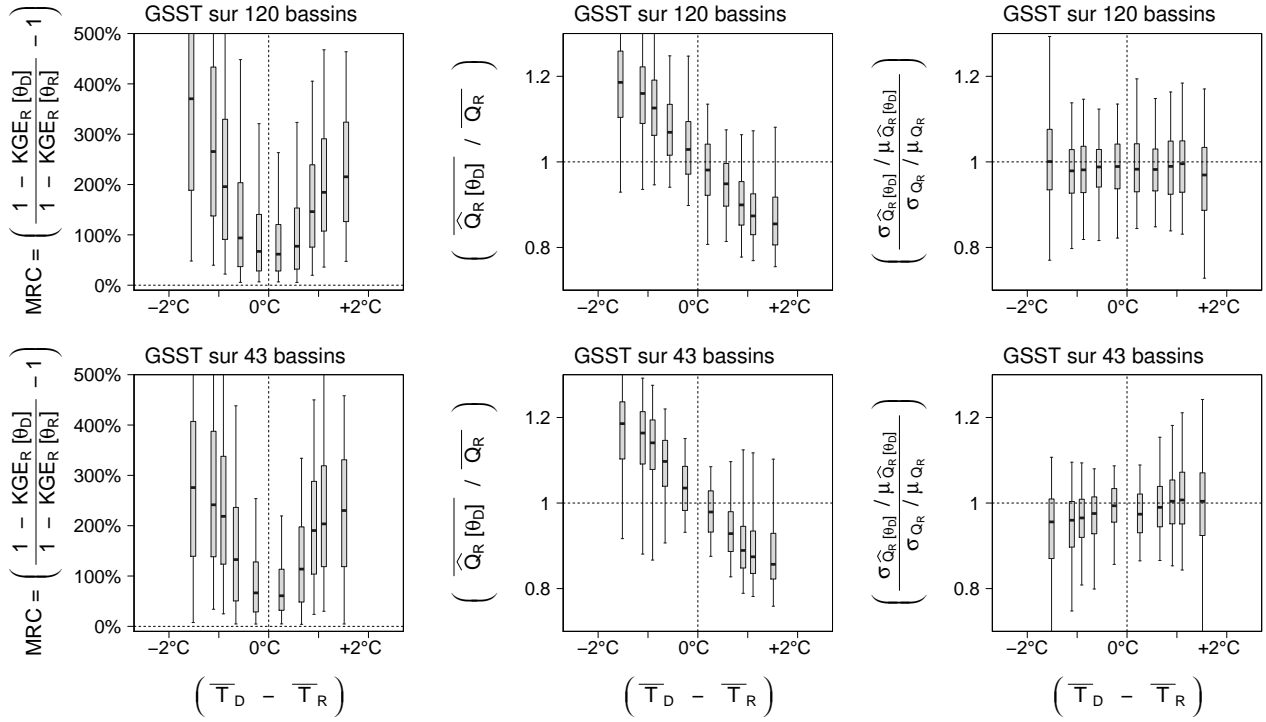 GSST sur 120 bassins
MRC = ( (1 − KGE_R [θ_D]) / (1 − KGE_R [θ_R]) − 1 )
500%
400%
300%
200%
100%
0%
−2°C 0°C +2°C
GSST sur 120 bassins
( \overline{\widehat{Q}_R [θ_D]} / \overline{Q_R} )
1.2
1
0.8
−2°C 0°C +2°C
GSST sur 120 bassins
( (σ \widehat{Q}_R [θ_D] / μ \widehat{Q}_R [θ_D]) / (σ Q_R / μ Q_R) )
1.2
1
0.8
−2°C 0°C +2°C
GSST sur 43 bassins
MRC = ( (1 − KGE_R [θ_D]) / (1 − KGE_R [θ_R]) − 1 )
500%
400%
300%
200%
100%
0%
−2°C 0°C +2°C
( \overline{T}_D − \overline{T}_R )
GSST sur 43 bassins
( \overline{\widehat{Q}_R [θ_D]} / \overline{Q_R} )
1.2
1
0.8
−2°C 0°C +2°C
( \overline{T}_D − \overline{T}_R )
GSST sur 43 bassins
( (σ \widehat{Q}_R [θ_D] / μ \widehat{Q}_R [θ_D]) / (σ Q_R / μ Q_R) )
1.2
1
0.8
−2°C 0°C +2°C
( \overline{T}_D − \overline{T}_R )